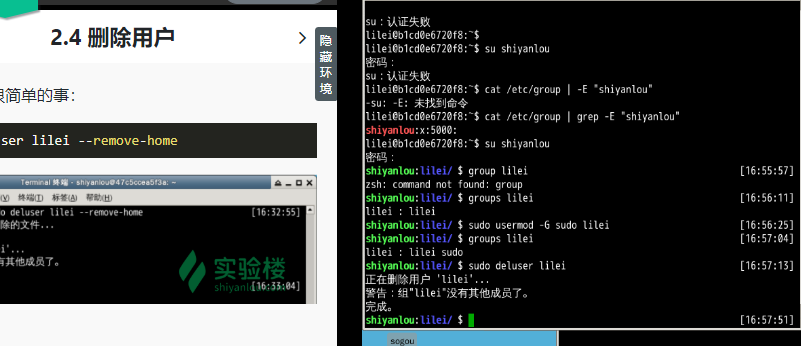 2.4 删除用户
隐藏环境
很简单的事:
ser lilei --remove-home
Terminal 终端 - shiyanlou@47c5ccea5f3a: ~
(V) 终端(T) 标签(A) 帮助(H)
do deluser lilei --remove-home [16:32:55]
除的文件...
ei'...
有其他成员了。
实验楼
shiyanlou.com
[16:33:04]
su：认证失败
lilei@b1cd0e6720f8:~$
lilei@b1cd0e6720f8:~$ su shiyanlou
密码：
su：认证失败
lilei@b1cd0e6720f8:~$ cat /etc/group | -E "shiyanlou"
-su: -E: 未找到命令
lilei@b1cd0e6720f8:~$ cat /etc/group | grep -E "shiyanlou"
shiyanlou:x:5000:
lilei@b1cd0e6720f8:~$ su shiyanlou
密码：
shiyanlou:lilei/ $ group lilei [16:55:57]
zsh: command not found: group
shiyanlou:lilei/ $ groups lilei [16:56:11]
lilei : lilei
shiyanlou:lilei/ $ sudo usermod -G sudo lilei [16:56:25]
shiyanlou:lilei/ $ groups lilei [16:57:04]
lilei : lilei sudo
shiyanlou:lilei/ $ sudo deluser lilei [16:57:13]
正在删除用户 'lilei'...
警告：组"lilei"没有其他成员了。
完成。
shiyanlou:lilei/ $ [16:57:51]
sogou